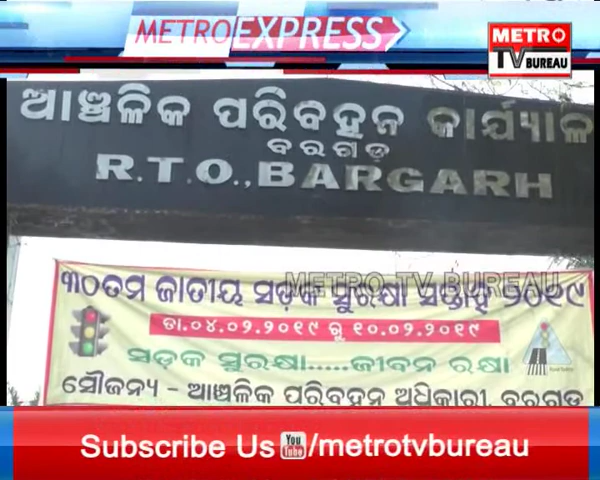 METROEXPRESS
METRO
TV BUREAU
ଆଞ୍ଚଳିକ ପରିବହନ କାର୍ଯ୍ୟାଳ
ବରଗଡ଼
R.T.O., BARGARH
METRO TV BUREAU
୩୦ତମ ଜାତୀୟ ସଡ଼କ ସୁରକ୍ଷା ସପ୍ତାହ ୨୦୧୯
ତା.୦୪.୦୨.୨୦୧୯ ରୁ ୧୦.୦୨.୨୦୧୯
ସଡ଼କ ସୁରକ୍ଷା.....ଜୀବନ ରକ୍ଷା
ସୌଜନ୍ୟ - ଆଞ୍ଚଳିକ ପରିବହନ ଅଧିକାରୀ, ବରଗଡ଼
Subscribe Us You Tube /metrotvbureau